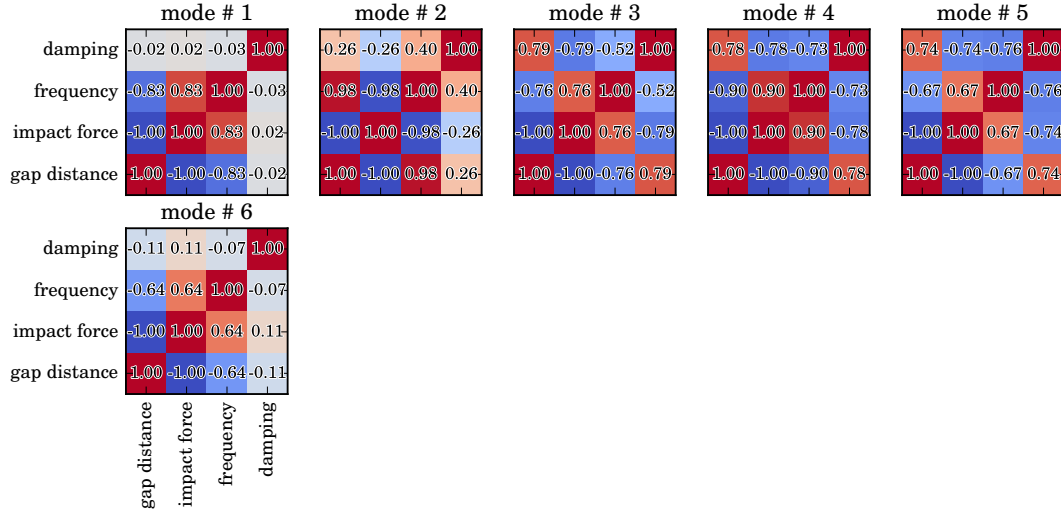 mode # 1 mode # 2 mode # 3 mode # 4 mode # 5
damping -0.02 0.02 -0.03 1.00 0.26 -0.26 0.40 1.00 0.79 -0.79 -0.52 1.00 0.78 -0.78 -0.73 1.00 0.74 -0.74 -0.76 1.00
frequency -0.83 0.83 1.00 -0.03 0.98 -0.98 1.00 0.40 -0.76 0.76 1.00 -0.52 -0.90 0.90 1.00 -0.73 -0.67 0.67 1.00 -0.76
impact force -1.00 1.00 0.83 0.02 -1.00 1.00 -0.98 -0.26 -1.00 1.00 0.76 -0.79 -1.00 1.00 0.90 -0.78 -1.00 1.00 0.67 -0.74
gap distance 1.00 -1.00 -0.83 -0.02 1.00 -1.00 0.98 0.26 1.00 -1.00 -0.76 0.79 1.00 -1.00 -0.90 0.78 1.00 -1.00 -0.67 0.74
mode # 6
damping -0.11 0.11 -0.07 1.00
frequency -0.64 0.64 1.00 -0.07
impact force -1.00 1.00 0.64 0.11
gap distance 1.00 -1.00 -0.64 -0.11
gap distance
impact force
frequency
damping